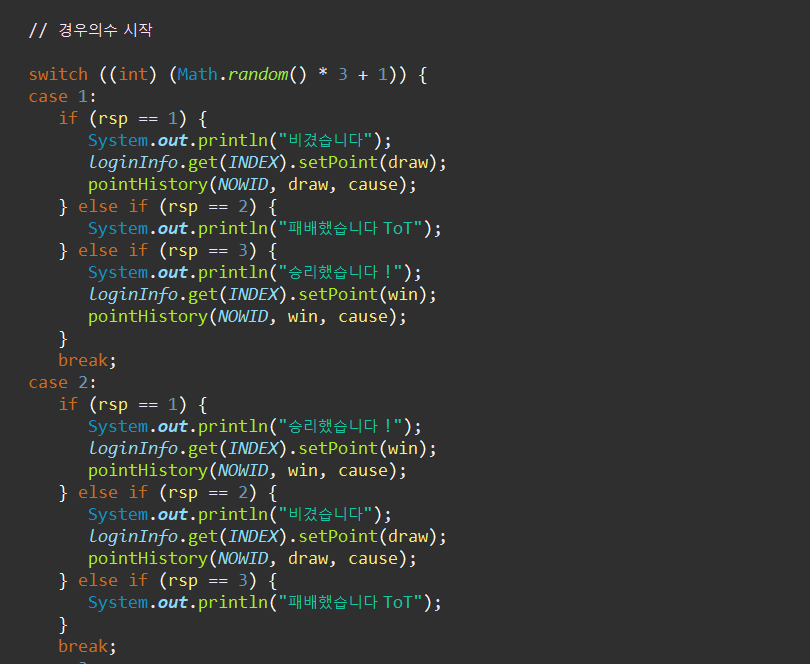 // 경우의수 시작
switch ((int) (Math.random() * 3 + 1)) {
case 1:
if (rsp == 1) {
System.out.println("비겼습니다");
loginInfo.get(INDEX).setPoint(draw);
pointHistory(NOWID, draw, cause);
} else if (rsp == 2) {
System.out.println("패배했습니다 ToT");
} else if (rsp == 3) {
System.out.println("승리했습니다 !");
loginInfo.get(INDEX).setPoint(win);
pointHistory(NOWID, win, cause);
}
break;
case 2:
if (rsp == 1) {
System.out.println("승리했습니다 !");
loginInfo.get(INDEX).setPoint(win);
pointHistory(NOWID, win, cause);
} else if (rsp == 2) {
System.out.println("비겼습니다");
loginInfo.get(INDEX).setPoint(draw);
pointHistory(NOWID, draw, cause);
} else if (rsp == 3) {
System.out.println("패배했습니다 ToT");
}
break;